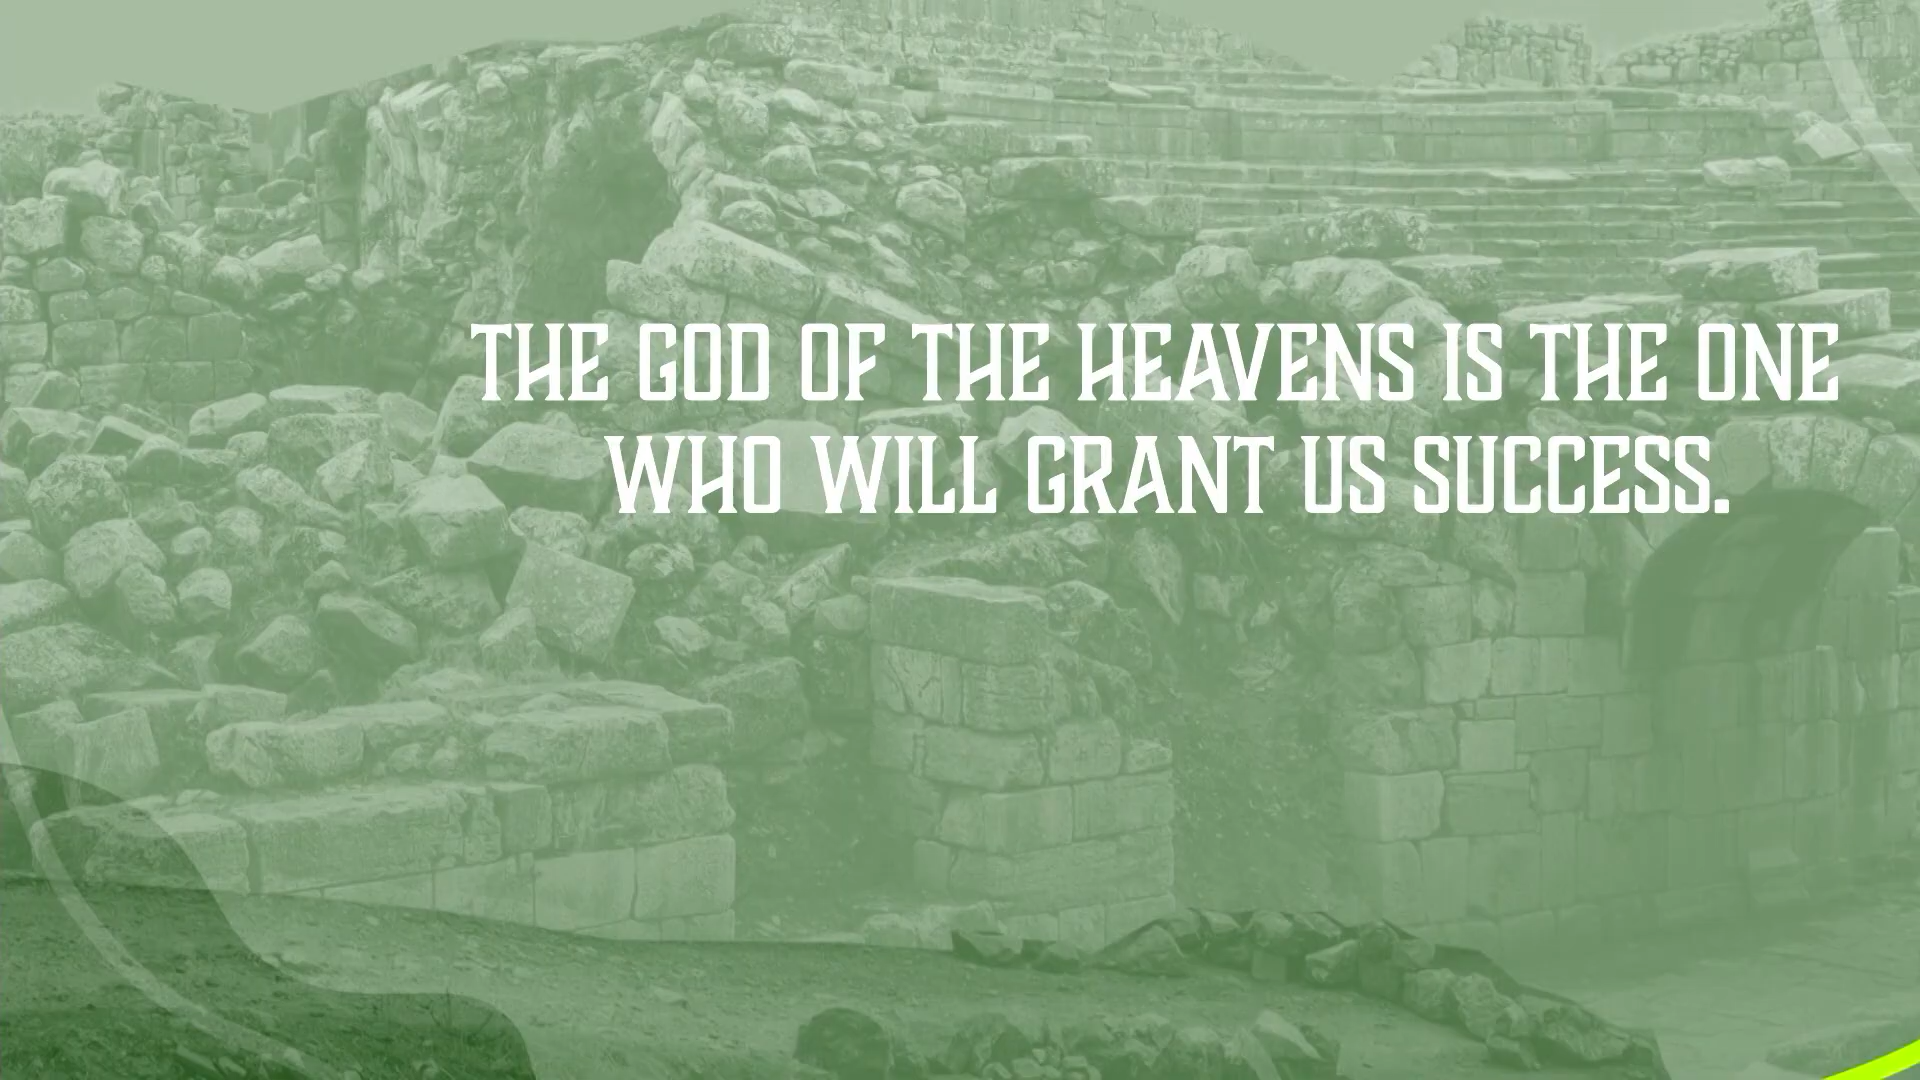 THE GOD OF THE HEAVENS IS THE ONE
WHO WILL GRANT US SUCCESS.